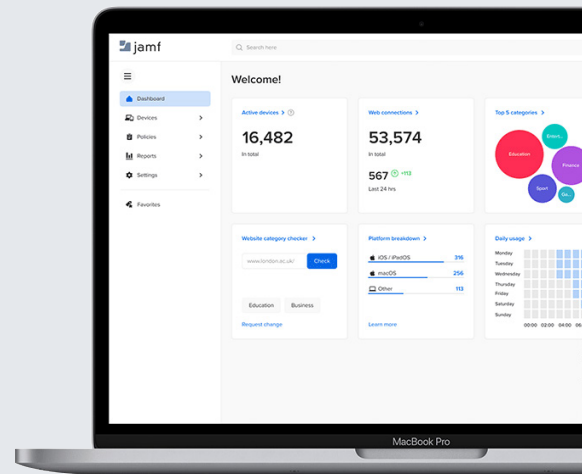 jamf
Search here
Welcome!
Dashboard
Devices
Policies
Reports
Settings
Favorites
Active devices >
16,482
In total
Web connections >
53,574
In total
567 +113
Last 24 hrs
Top 5 categories >
Entert...
Education
Finance
Sport
Ga...
Website category checker >
www.london.ac.uk/
Check
Education Business
Request change
Platform breakdown >
iOS / iPadOS 316
macOS 256
Other 113
Learn more
Daily usage >
Monday
Tuesday
Wednesday
Thursday
Friday
Saturday
Sunday
00:00 02:00 04:00 06
MacBook Pro